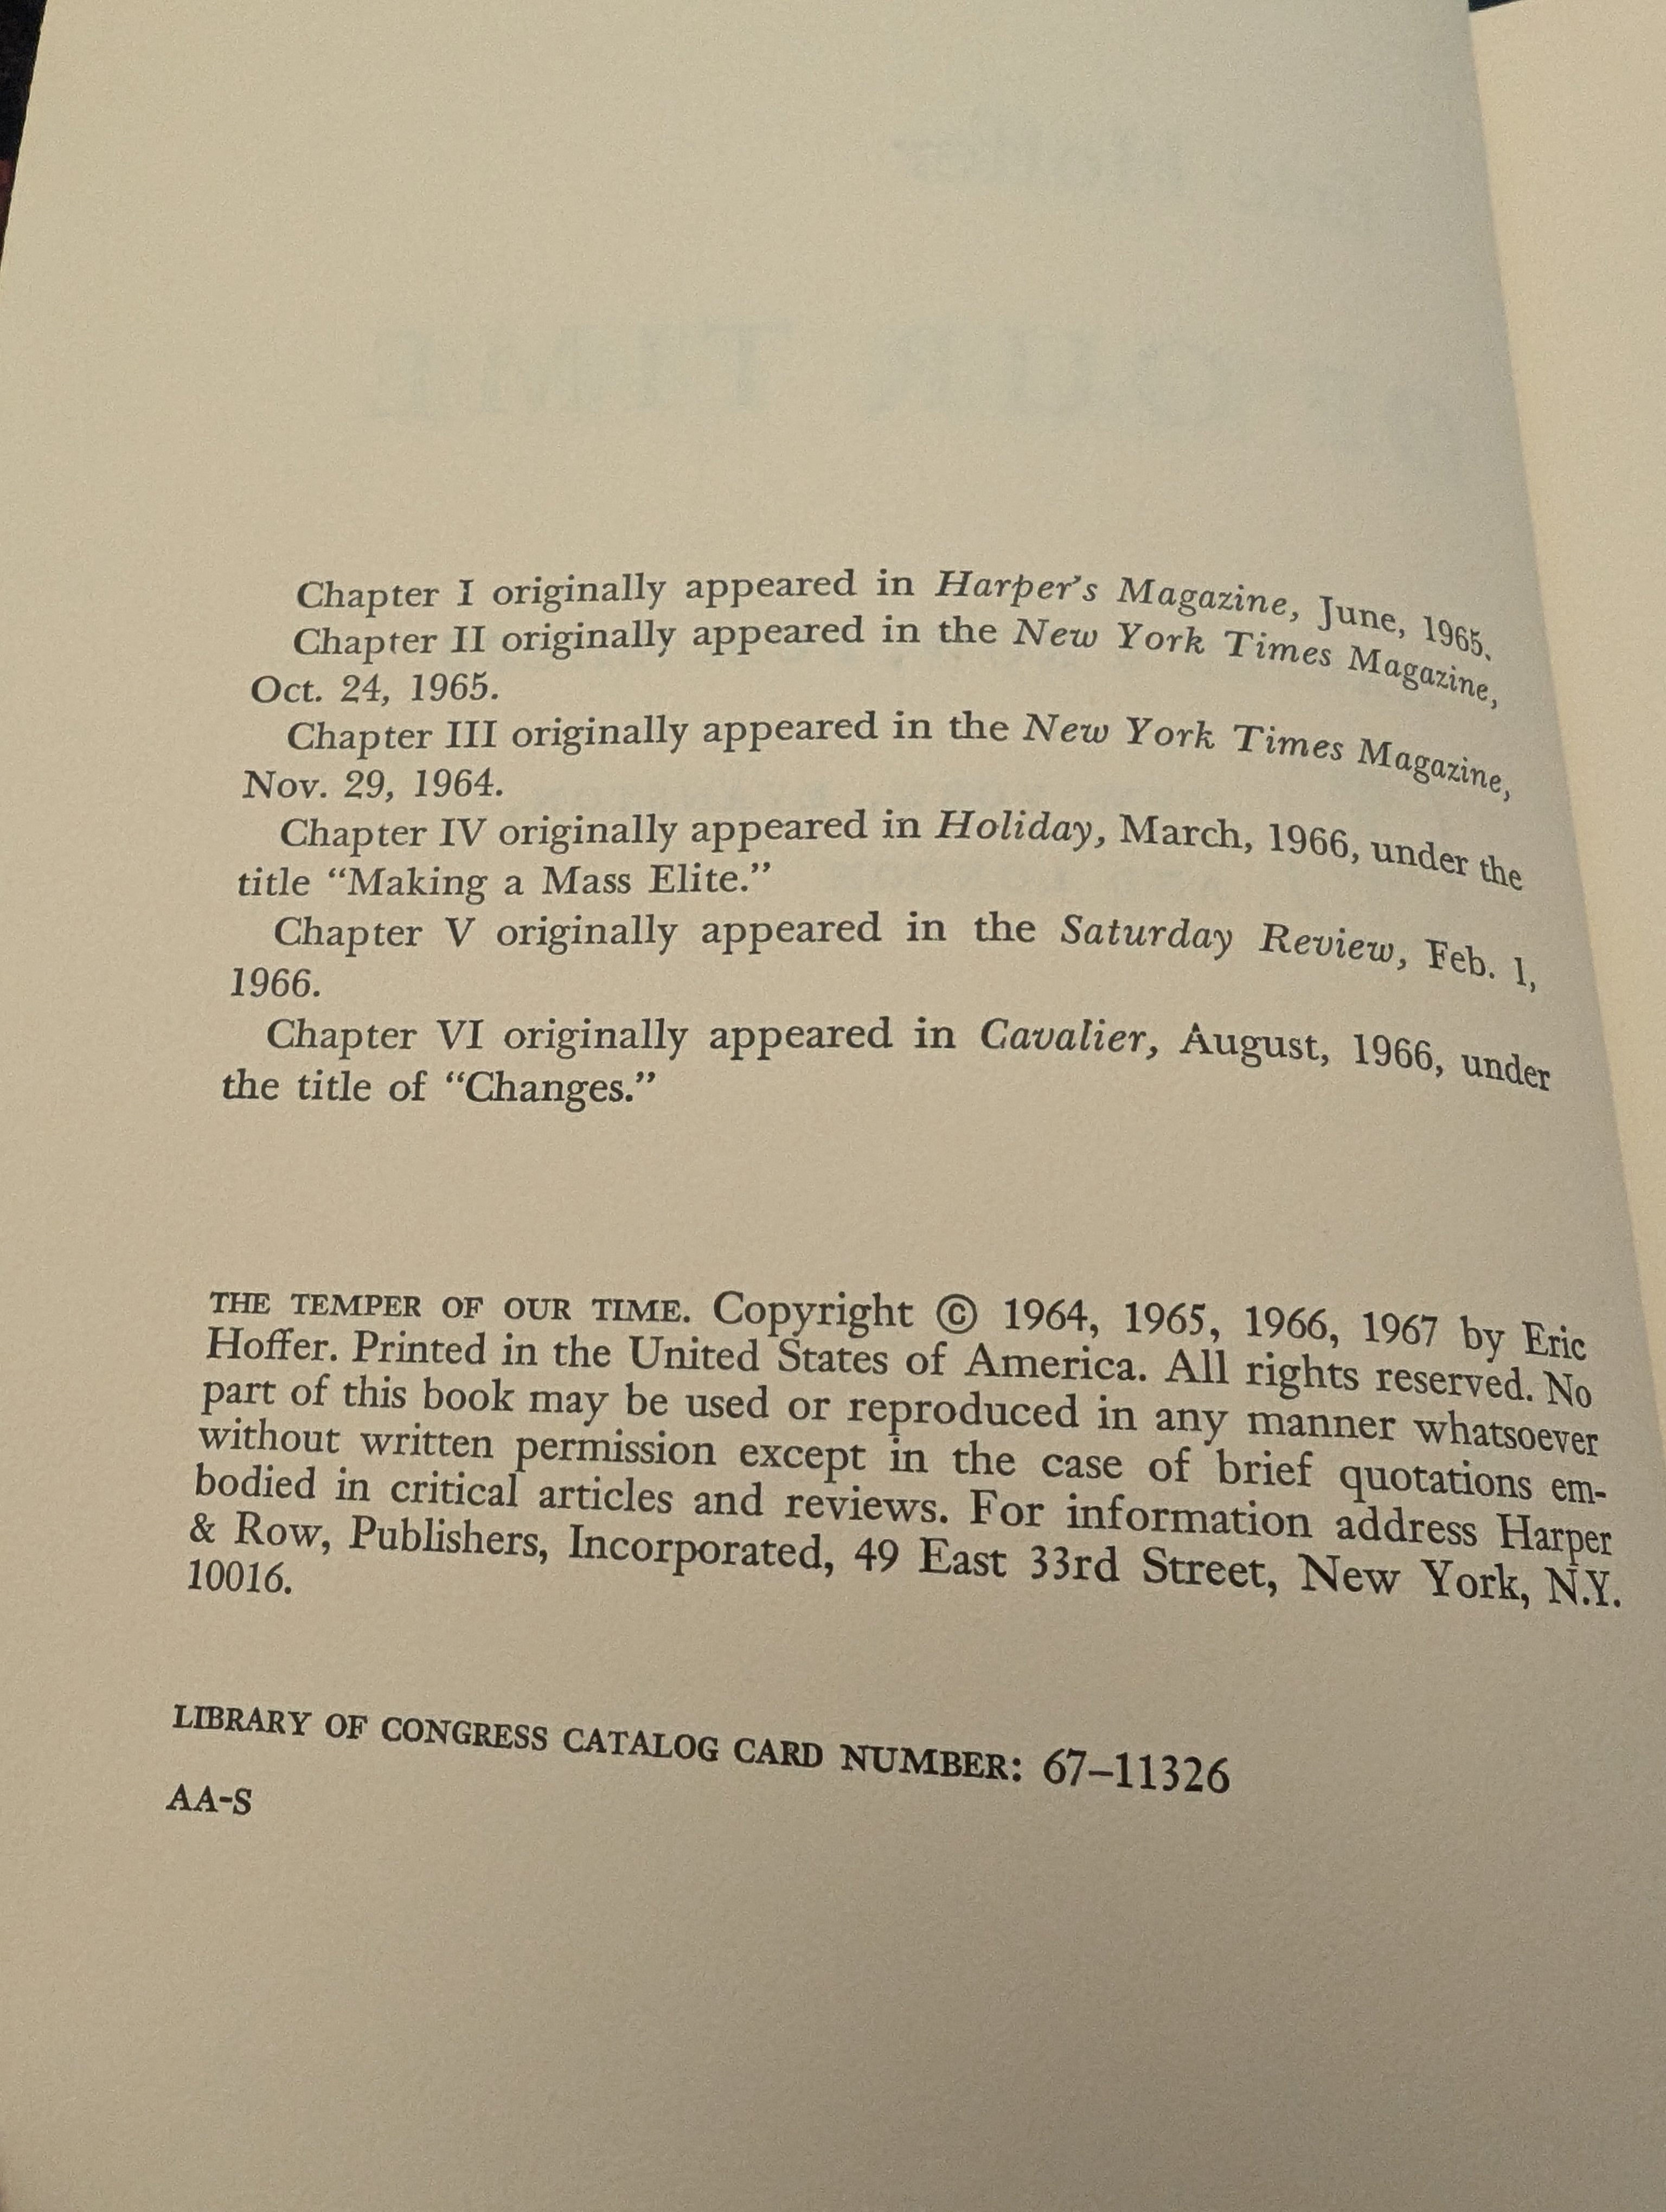 Chapter I originally appeared in Harper's Magazine, June, 1965.
Chapter II originally appeared in the New York Times Magazine,
Oct. 24, 1965.
Chapter III originally appeared in the New York Times Magazine,
Nov. 29, 1964.
Chapter IV originally appeared in Holiday, March, 1966, under the
title “Making a Mass Elite.”
Chapter V originally appeared in the Saturday Review, Feb. 1,
1966.
Chapter VI originally appeared in Cavalier, August, 1966, under
the title of “Changes.”
THE TEMPER OF OUR TIME. Copyright © 1964, 1965, 1966, 1967 by Eric
Hoffer. Printed in the United States of America. All rights reserved. No
part of this book may be used or reproduced in any manner whatsoever
without written permission except in the case of brief quotations em-
bodied in critical articles and reviews. For information address Harper
& Row, Publishers, Incorporated, 49 East 33rd Street, New York, N.Y.
10016.
LIBRARY OF CONGRESS CATALOG CARD NUMBER: 67–11326
AA-S